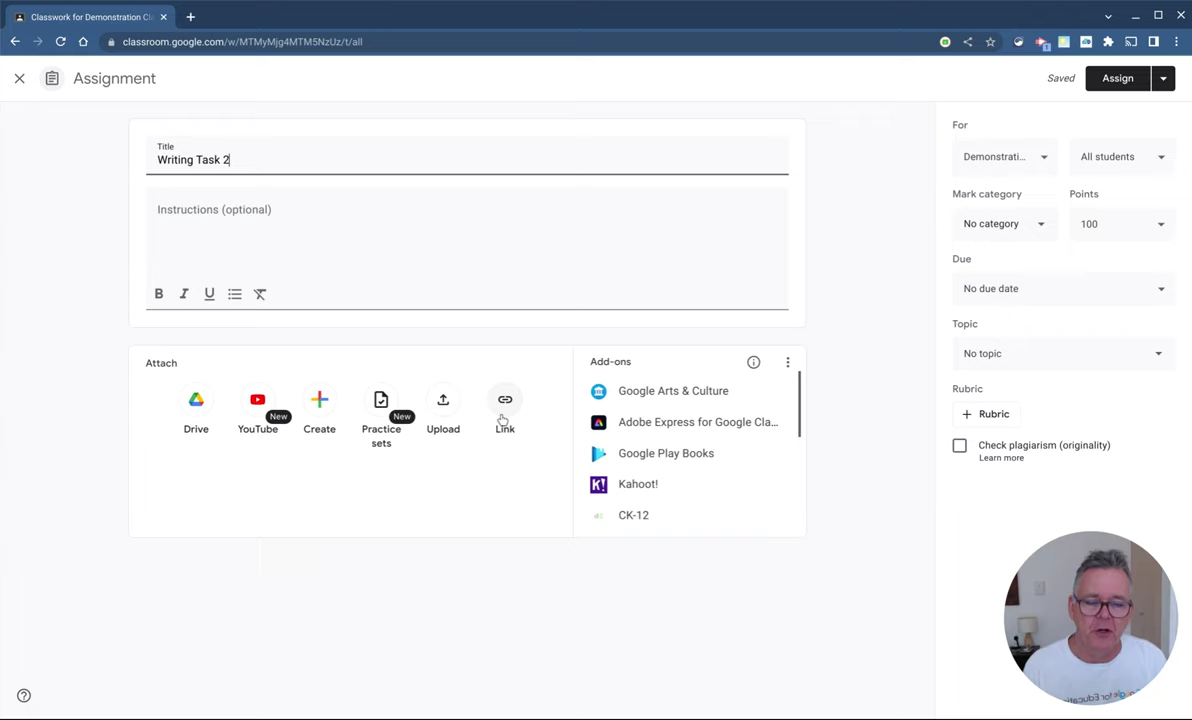 Classwork for Demonstration Cl
classroom.google.com/w/MTMyMjg4MTM5NzUz/t/all
1
Assignment
Saved
Assign
Title
Writing Task 2
Instructions (optional)
B I U
Attach
Drive
YouTube
New
Create
Practice sets
New
Upload
Link
Add-ons
Google Arts & Culture
Adobe Express for Google Cla...
Google Play Books
Kahoot!
CK-12
For
Demonstrati...
All students
Mark category
Points
No category
100
Due
No due date
Topic
No topic
Rubric
Rubric
Check plagiarism (originality)
Learn more